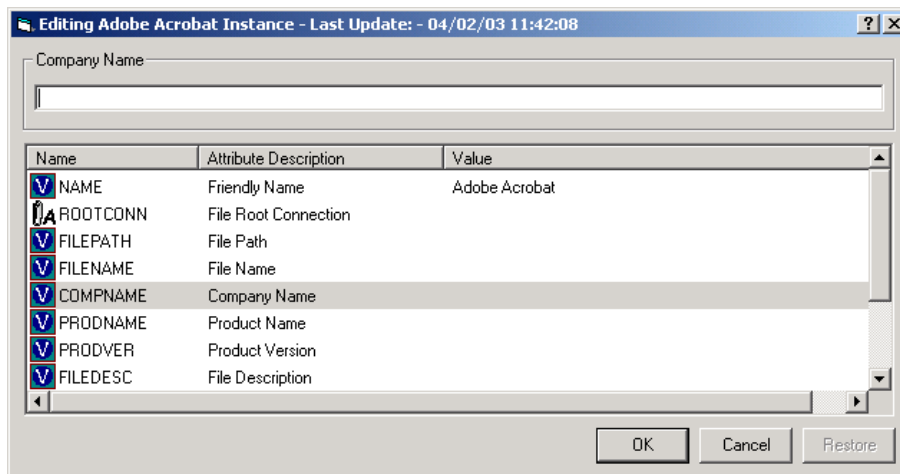 Editing Adobe Acrobat Instance - Last Update: - 04/02/03 11:42:08
Company Name
Name Attribute Description Value
NAME Friendly Name Adobe Acrobat
ROOTCONN File Root Connection
FILEPATH File Path
FILENAME File Name
COMPNAME Company Name
PRODNAME Product Name
PRODVER Product Version
FILEDESC File Description
OK Cancel Restore